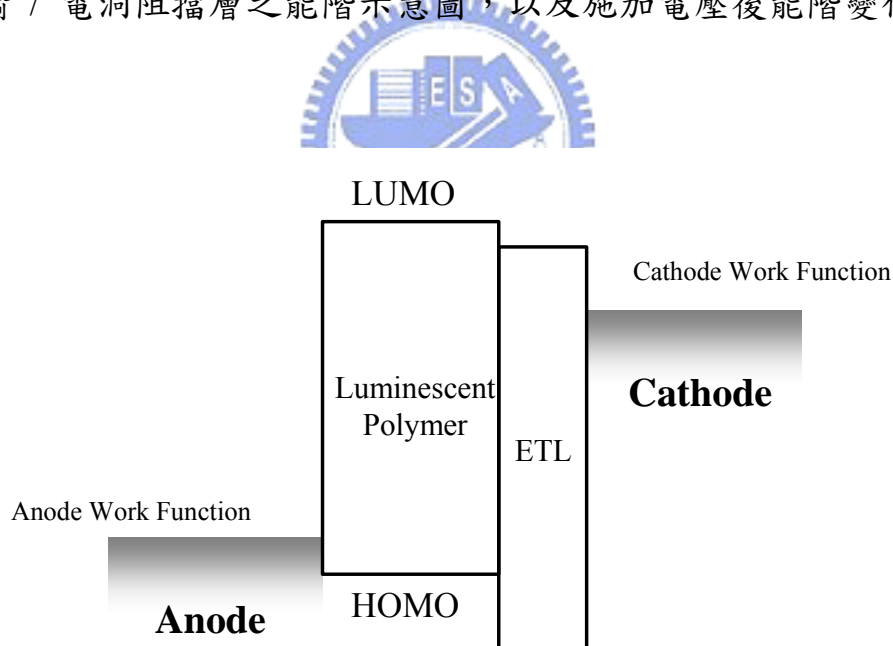 / 電洞阻擋層之能階示意圖，以及施加電壓後能階變
ESA
LUMO
Cathode Work Function
Luminescent
Polymer
Cathode
ETL
Anode Work Function
HOMO
Anode